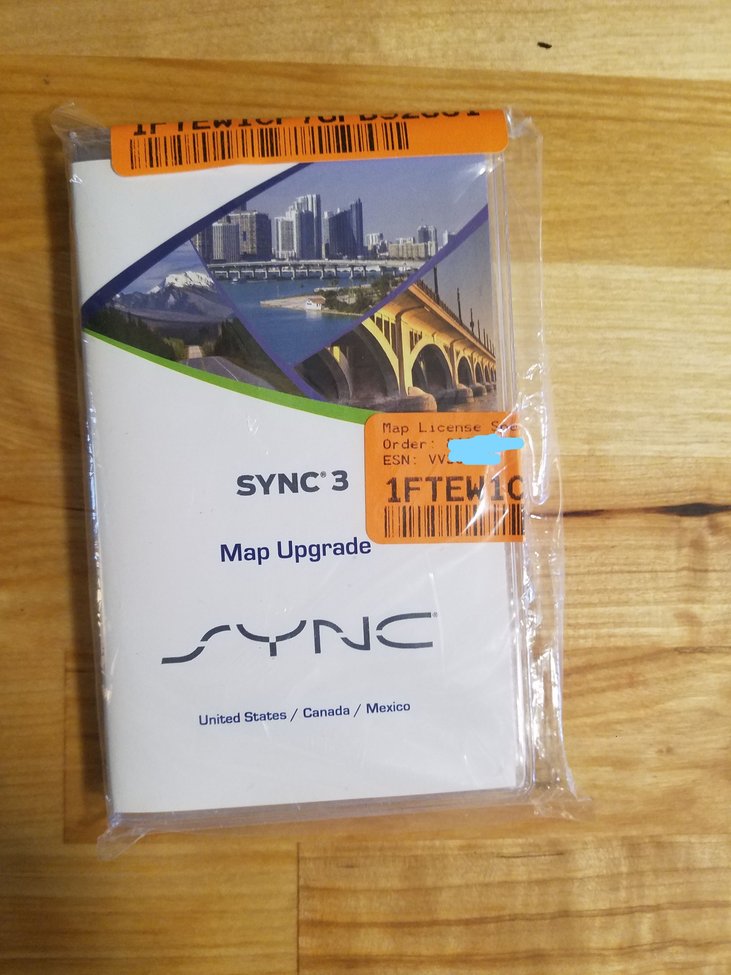 Map License
Order:
ESN:
1FTEW1C
SYNC® 3
Map Upgrade
SYNC®
United States / Canada / Mexico